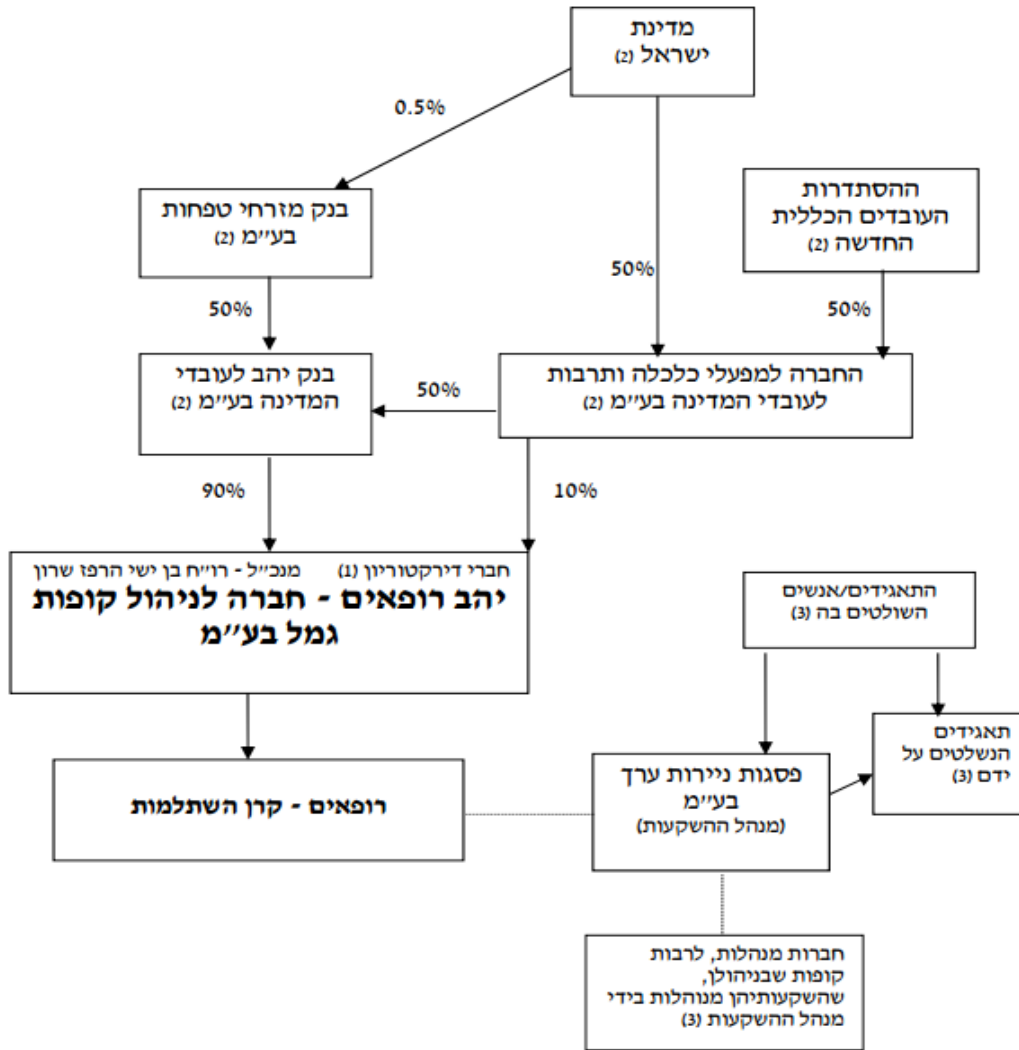 מדינת
ישראל (2)
0.5%
בנק מזרחי טפחות
בע"מ (2)
ההסתדרות
העובדים הכללית
החדשה (2)
50%
50%
50%
בנק יהב לעובדי
המדינה בע"מ (2)
50%
החברה למפעלי כלכלה ותרבות
לעובדי המדינה בע"מ (2)
90%
10%
חברי דירקטוריון (1) מנכ"ל - רו"ח בן ישי הרפז שרון
יהב רופאים - חברה לניהול קופות
גמל בע"מ
התאגידים/אנשים
השולטים בה (3)
תאגידים
הנשלטים על
ידם (3)
רופאים - קרן השתלמות
פסגות ניירות ערך
בע"מ
(מנהל ההשקעות)
חברות מנהלות, לרבות
קופות שבניהולן,
שהשקעותיהן מנוהלות בידי
מנהל ההשקעות (3)